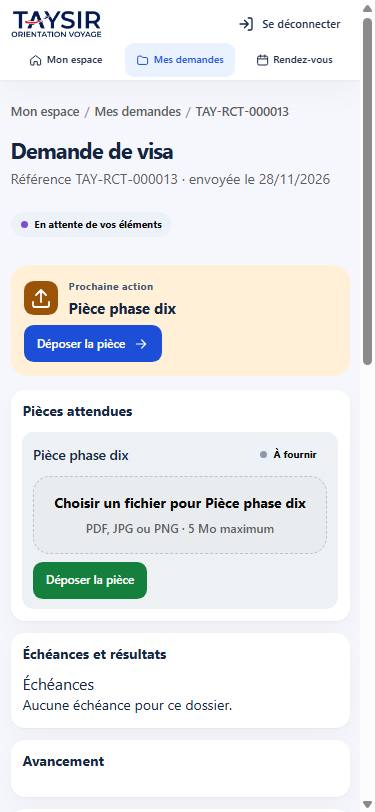 TAYSIR
ORIENTATION VOYAGE
Se déconnecter
Mon espace
Mes demandes
Rendez-vous
Mon espace / Mes demandes / TAY-RCT-000013
Demande de visa
Référence TAY-RCT-000013 · envoyée le 28/11/2026
En attente de vos éléments
Prochaine action
Pièce phase dix
Déposer la pièce →
Pièces attendues
Pièce phase dix
À fournir
Choisir un fichier pour Pièce phase dix
PDF, JPG ou PNG · 5 Mo maximum
Déposer la pièce
Échéances et résultats
Échéances
Aucune échéance pour ce dossier.
Avancement